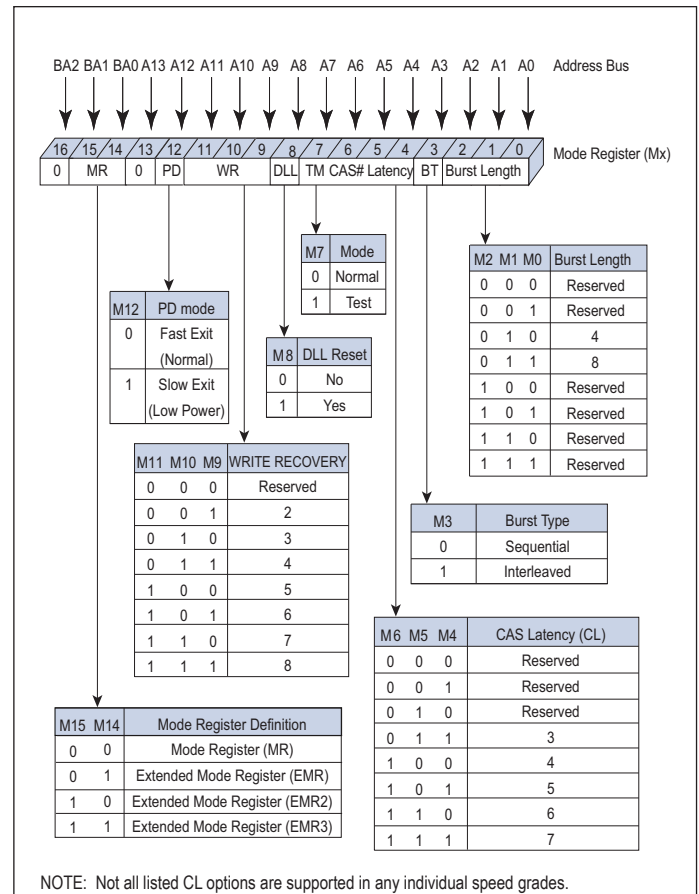 BA2 BA1 BA0 A13 A12 A11 A10 A9 A8 A7 A6 A5 A4 A3 A2 A1 A0 Address Bus
16 15 14 13 12 11 10 9 8 7 6 5 4 3 2 1 0 Mode Register (Mx)
0 MR 0 PD WR DLL TM CAS# Latency BT Burst Length
M7 Mode
0 Normal
1 Test
M2 M1 M0 Burst Length
0 0 0 Reserved
0 0 1 Reserved
0 1 0 4
0 1 1 8
1 0 0 Reserved
1 0 1 Reserved
1 1 0 Reserved
1 1 1 Reserved
M12 PD mode
0 Fast Exit
(Normal)
1 Slow Exit
(Low Power)
M8 DLL Reset
0 No
1 Yes
M11 M10 M9 WRITE RECOVERY
0 0 0 Reserved
0 0 1 2
0 1 0 3
0 1 1 4
1 0 0 5
1 0 1 6
1 1 0 7
1 1 1 8
M3 Burst Type
0 Sequential
1 Interleaved
M6 M5 M4 CAS Latency (CL)
0 0 0 Reserved
0 0 1 Reserved
0 1 0 Reserved
0 1 1 3
1 0 0 4
1 0 1 5
1 1 0 6
1 1 1 7
M15 M14 Mode Register Definition
0 0 Mode Register (MR)
0 1 Extended Mode Register (EMR)
1 0 Extended Mode Register (EMR2)
1 1 Extended Mode Register (EMR3)
NOTE: Not all listed CL options are supported in any individual speed grades.